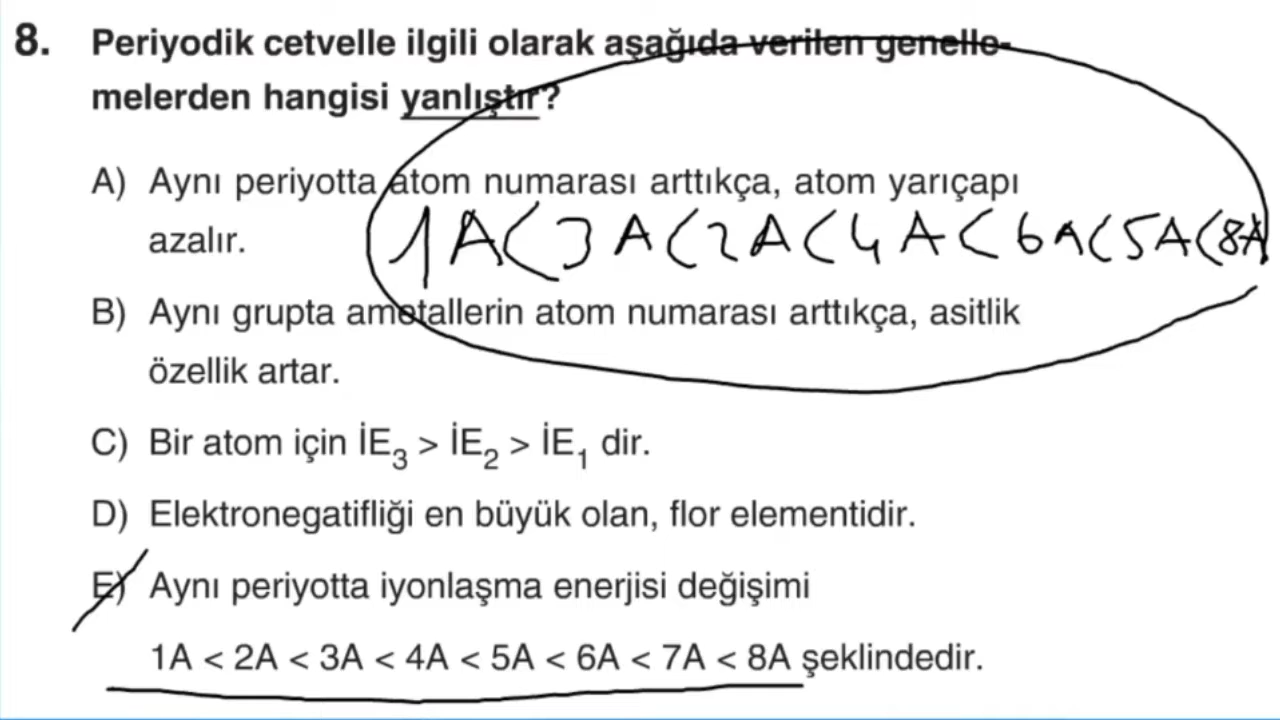 8. Periyodik cetvelle ilgili olarak aşağıda verilen genelle-
melerden hangisi yanlıştır?
A) Aynı periyotta atom numarası arttıkça, atom yarıçapı
azalır.
1A<3A<2A<4A<6A<5A<8A
B) Aynı grupta ametallerin atom numarası arttıkça, asitlik
özellik artar.
C) Bir atom için İE3 > İE2 > İE1 dir.
D) Elektronegatifliği en büyük olan, flor elementidir.
E) Aynı periyotta iyonlaşma enerjisi değişimi
1A < 2A < 3A < 4A < 5A < 6A < 7A < 8A şeklindedir.